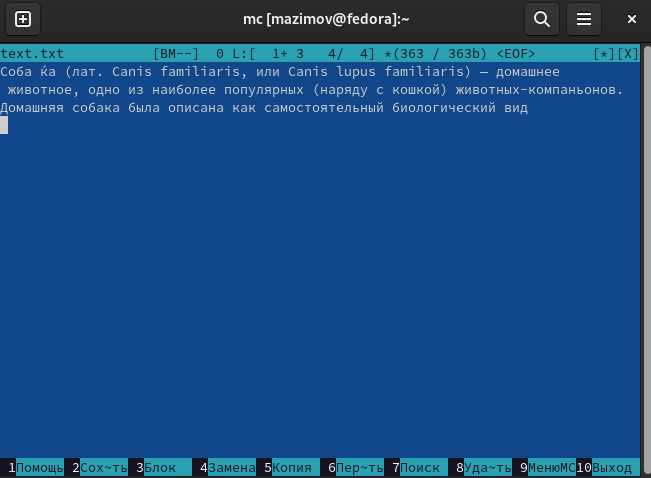 mc [mazimov@fedora]:~
text.txt [BM--] 0 L:[ 1+ 3 4/ 4] *(363 / 363b) <EOF> [*][X]
Соба ќа (лат. Canis familiaris, или Canis lupus familiaris) — домашнее
животное, одно из наиболее популярных (наряду с кошкой) животных-компаньонов.
Домашняя собака была описана как самостоятельный биологический вид
1Помощь 2Сох~ть 3Блок 4Замена 5Копия 6Пер~ть 7Поиск 8Уда~ть 9МенюMC 10Выход